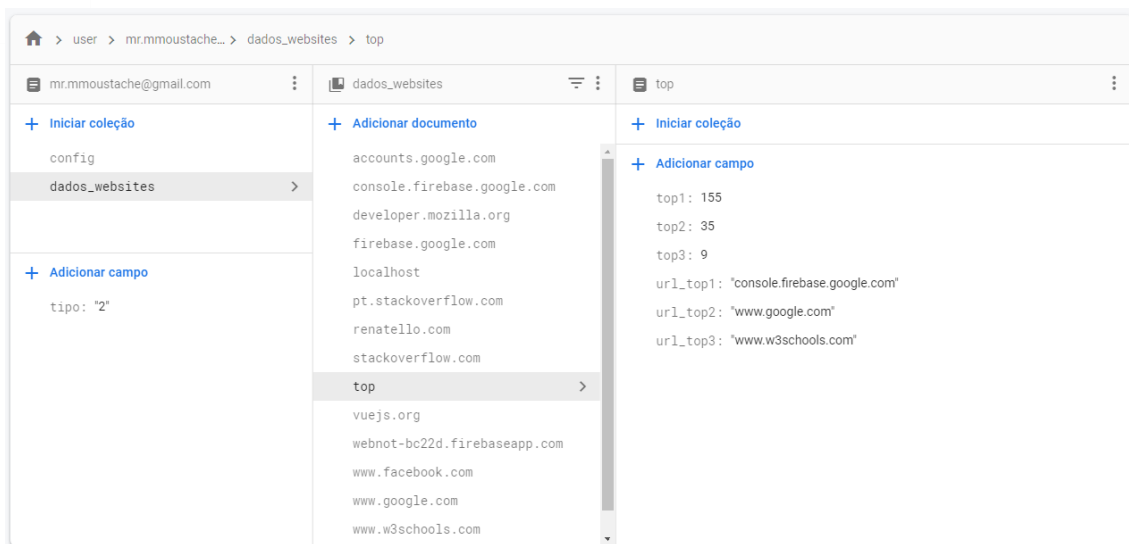 > user > mr.mmoustache... > dados_websites > top
mr.mmoustache@gmail.com
+ Iniciar coleção
config
dados_websites >
+ Adicionar campo
tipo: "2"
dados_websites
+ Adicionar documento
accounts.google.com
console.firebase.google.com
developer.mozilla.org
firebase.google.com
localhost
pt.stackoverflow.com
renatello.com
stackoverflow.com
top >
vuejs.org
webnot-bc22d.firebaseapp.com
www.facebook.com
www.google.com
www.w3schools.com
top
+ Iniciar coleção
+ Adicionar campo
top1: 155
top2: 35
top3: 9
url_top1: "console.firebase.google.com"
url_top2: "www.google.com"
url_top3: "www.w3schools.com"